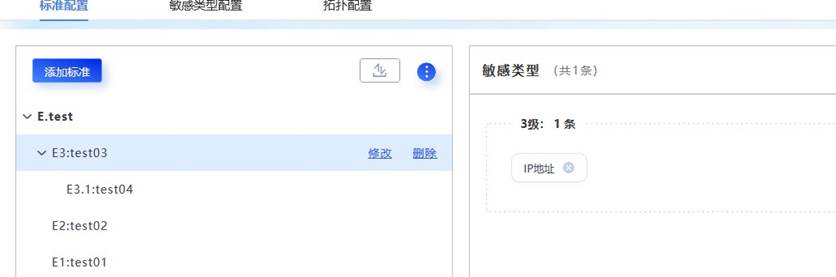 标准配置 敏感类型配置 拓扑配置
添加标准
E.test
E3:test03 修改 删除
E3.1:test04
E2:test02
E1:test01
敏感类型 (共1条)
3级: 1 条
IP地址